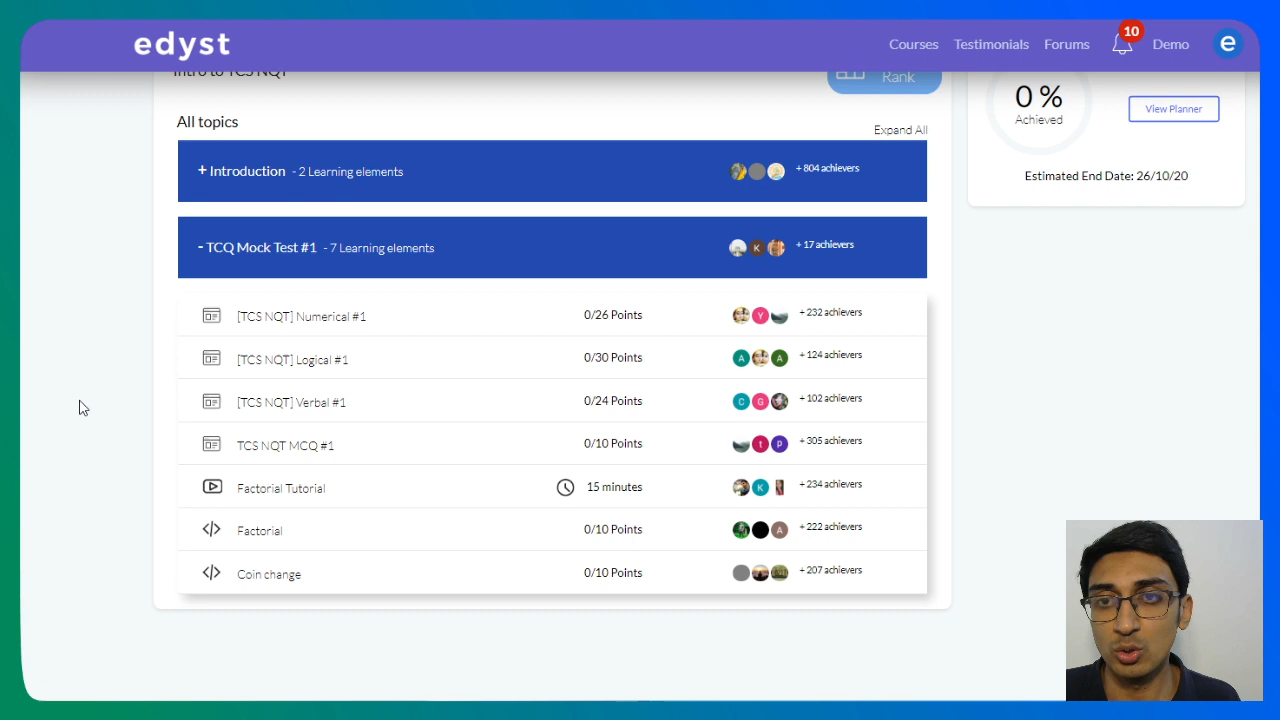 edyst
Courses
Testimonials
Forums
10
Demo
e
Intro to TCS NQT
Rank
0 %
Achieved
View Planner
Estimated End Date: 26/10/20
All topics
Expand All
+ Introduction - 2 Learning elements
+ 804 achievers
- TCQ Mock Test #1 - 7 Learning elements
K
+ 17 achievers
[TCS NQT] Numerical #1 0/26 Points Y + 232 achievers
[TCS NQT] Logical #1 0/30 Points A A + 124 achievers
[TCS NQT] Verbal #1 0/24 Points C G + 102 achievers
TCS NQT MCQ #1 0/10 Points t p + 305 achievers
Factorial Tutorial 15 minutes K + 234 achievers
Factorial 0/10 Points A + 222 achievers
Coin change 0/10 Points + 207 achievers